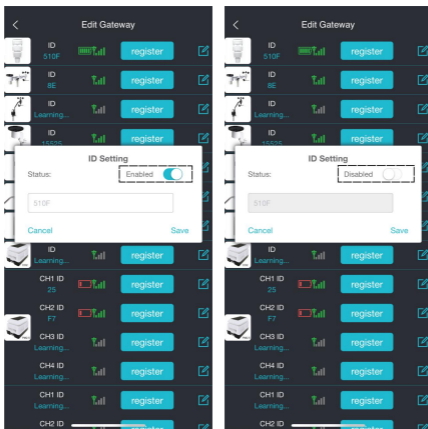 Edit Gateway
ID
510F
register
ID
8E
register
ID
Learning...
register
ID
register
ID Setting
Status:
Enabled
510F
Cancel
Save
ID
Learning...
register
CH1 ID
25
register
CH2 ID
F7
register
CH3 ID
Learning...
register
CH4 ID
Learning...
register
CH1 ID
Learning...
register
CH2 ID
Edit Gateway
ID
510F
register
ID
8E
register
ID
Learning...
register
ID
register
ID Setting
Status:
Disabled
510F
Cancel
Save
ID
Learning...
register
CH1 ID
25
register
CH2 ID
F7
register
CH3 ID
Learning...
register
CH4 ID
Learning...
register
CH1 ID
Learning...
register
CH2 ID